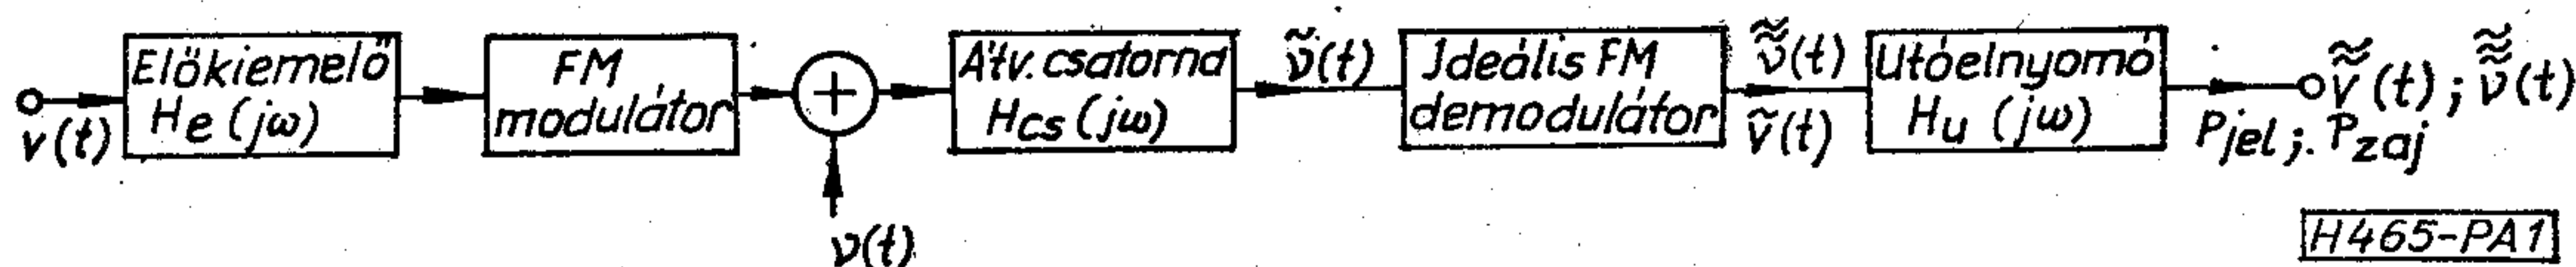 v(t)
Előkiemelő
He (jω)
FM
modulátor
+
ν(t)
Átv. csatorna
Hcs (jω)
ν̃(t)
Ideális FM
demodulátor
ν̃̃(t)
ṽ(t)
Utóelnyomó
Hu (jω)
Pjel ; Pzaj
ṽ̃(t) ; ν̃̃̃(t)
H465-PA1